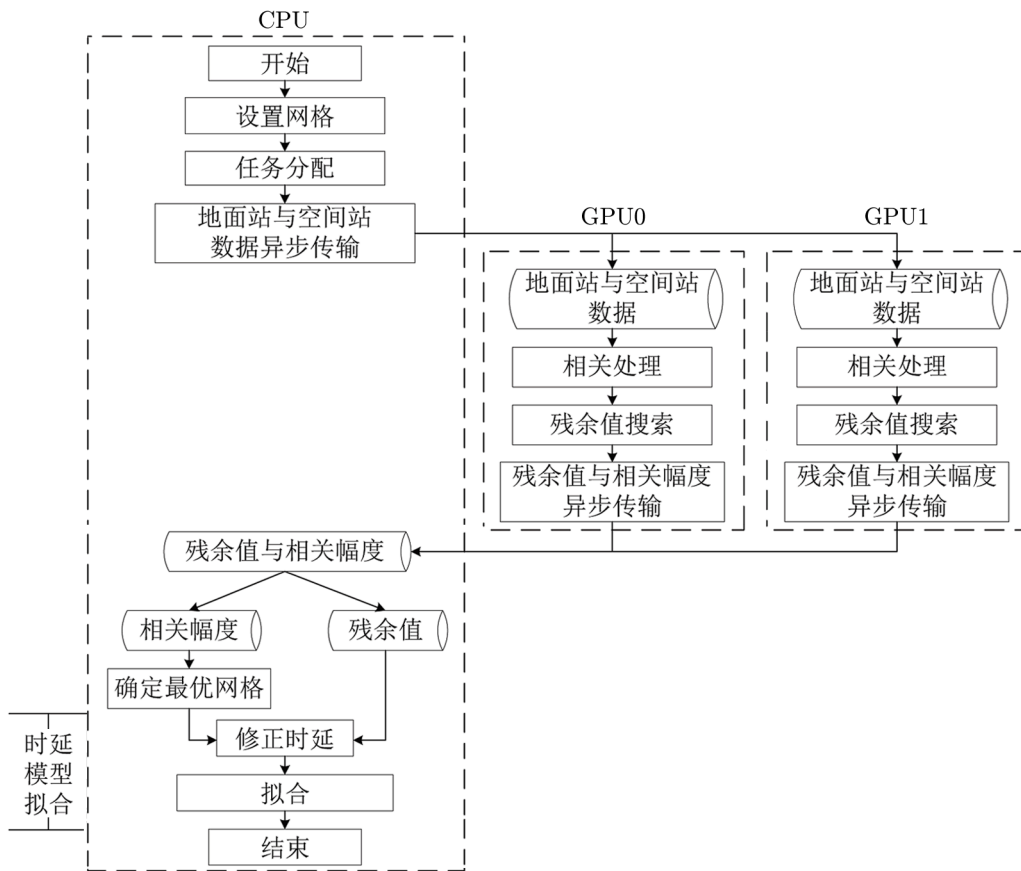 CPU
开始
设置网格
任务分配
地面站与空间站
数据异步传输
GPU0
地面站与空间站
数据
相关处理
残余值搜索
残余值与相关幅度
异步传输
GPU1
地面站与空间站
数据
相关处理
残余值搜索
残余值与相关幅度
异步传输
残余值与相关幅度
相关幅度
残余值
确定最优网格
修正时延
拟合
结束
时延
模型
拟合